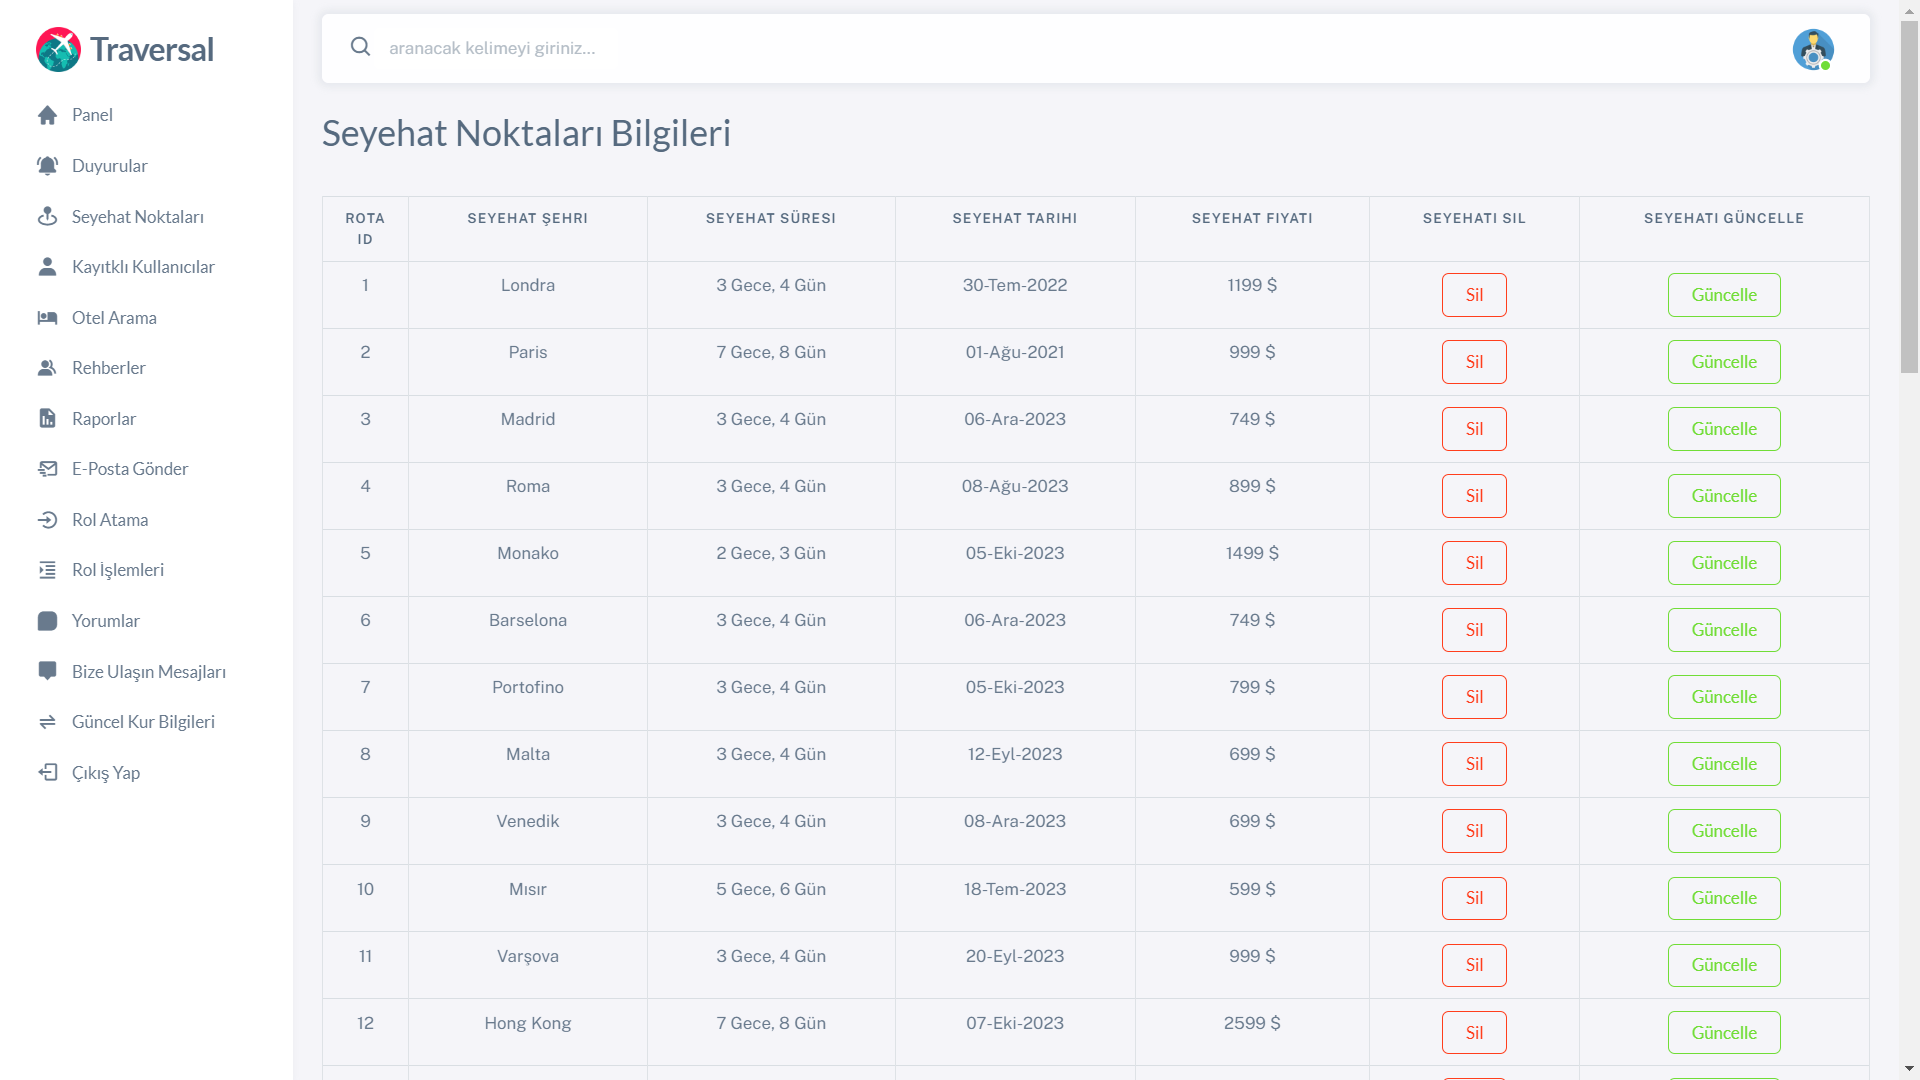 Traversal
aranacak kelimeyi giriniz...
Panel
Duyurular
Seyehat Noktaları
Kayıtklı Kullanıcılar
Otel Arama
Rehberler
Raporlar
E-Posta Gönder
Rol Atama
Rol İşlemleri
Yorumlar
Bize Ulaşın Mesajları
Güncel Kur Bilgileri
Çıkış Yap
Seyehat Noktaları Bilgileri
ROTA ID SEYEHAT ŞEHRI SEYEHAT SÜRESI SEYEHAT TARIHI SEYEHAT FIYATI SEYEHATI SIL SEYEHATI GÜNCELLE
1 Londra 3 Gece, 4 Gün 30-Tem-2022 1199 $ Sil Güncelle
2 Paris 7 Gece, 8 Gün 01-Ağu-2021 999 $ Sil Güncelle
3 Madrid 3 Gece, 4 Gün 06-Ara-2023 749 $ Sil Güncelle
4 Roma 3 Gece, 4 Gün 08-Ağu-2023 899 $ Sil Güncelle
5 Monako 2 Gece, 3 Gün 05-Eki-2023 1499 $ Sil Güncelle
6 Barselona 3 Gece, 4 Gün 06-Ara-2023 749 $ Sil Güncelle
7 Portofino 3 Gece, 4 Gün 05-Eki-2023 799 $ Sil Güncelle
8 Malta 3 Gece, 4 Gün 12-Eyl-2023 699 $ Sil Güncelle
9 Venedik 3 Gece, 4 Gün 08-Ara-2023 699 $ Sil Güncelle
10 Mısır 5 Gece, 6 Gün 18-Tem-2023 599 $ Sil Güncelle
11 Varşova 3 Gece, 4 Gün 20-Eyl-2023 999 $ Sil Güncelle
12 Hong Kong 7 Gece, 8 Gün 07-Eki-2023 2599 $ Sil Güncelle